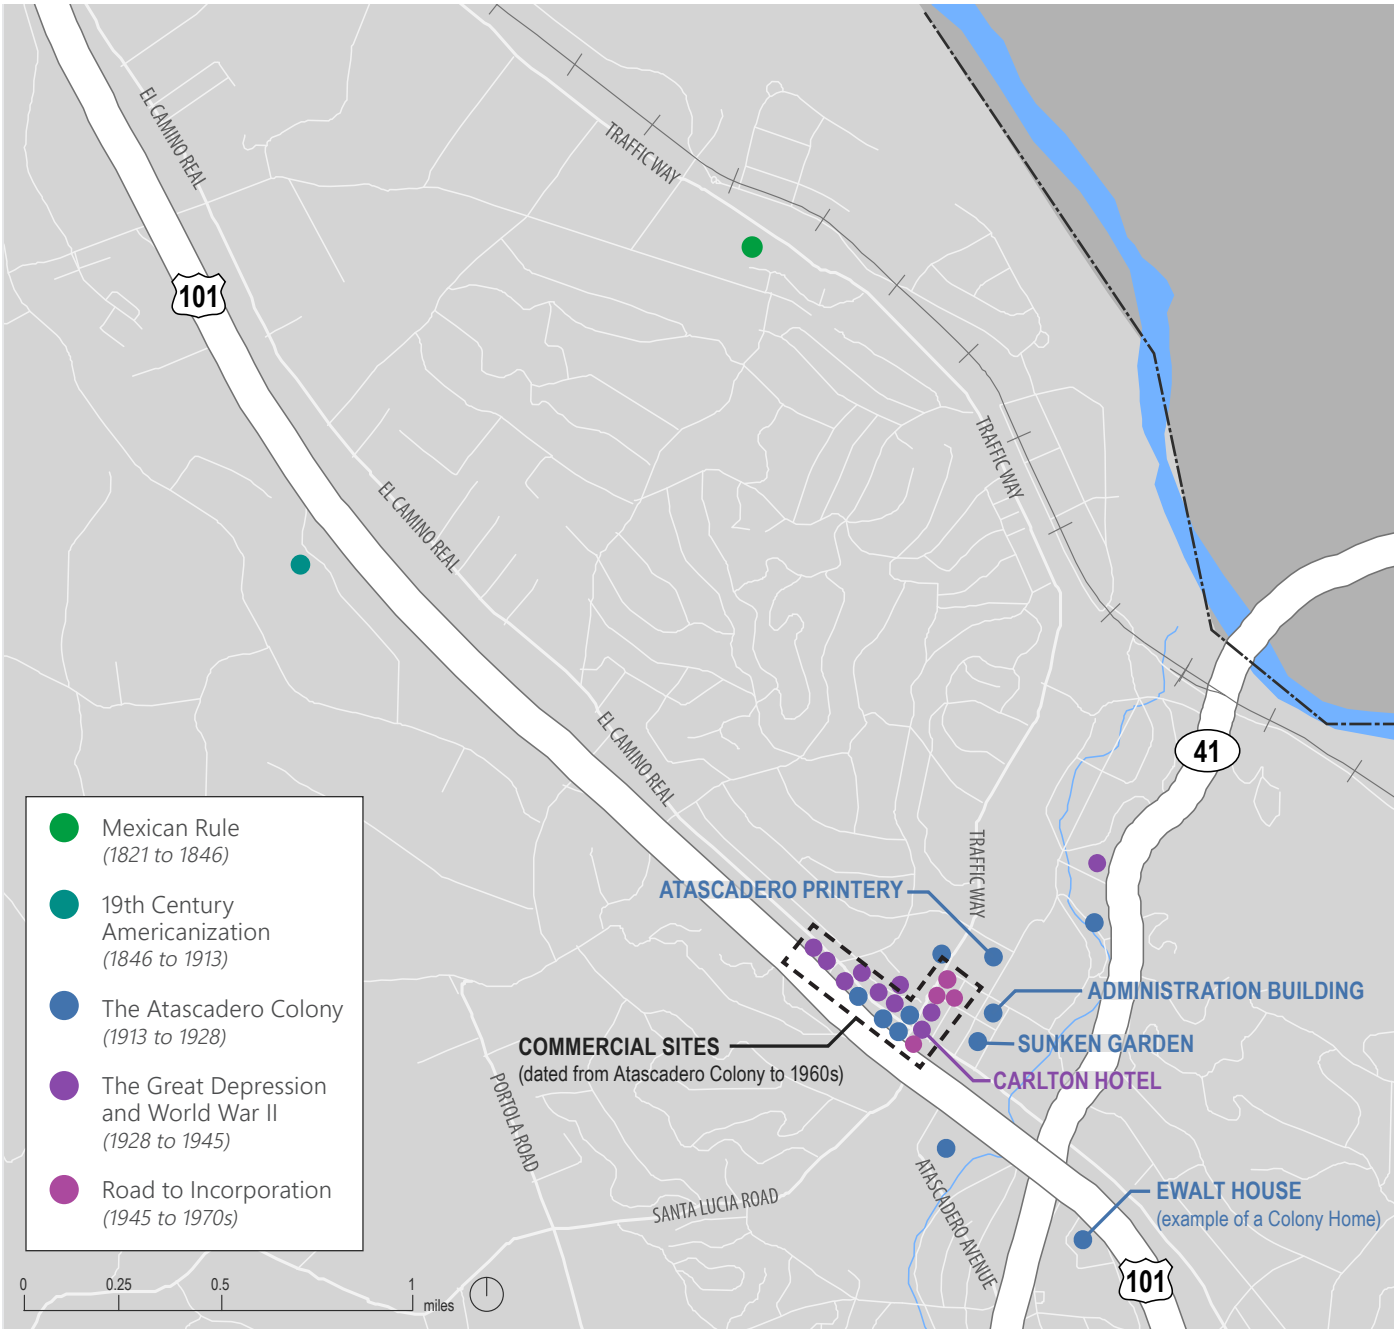 EL CAMINO REAL
TRAFFIC WAY
101
TRAFFIC WAY
EL CAMINO REAL
EL CAMINO REAL
41
Mexican Rule
(1821 to 1846)
19th Century
Americanization
(1846 to 1913)
The Atascadero Colony
(1913 to 1928)
The Great Depression
and World War II
(1928 to 1945)
Road to Incorporation
(1945 to 1970s)
TRAFFIC WAY
ATASCADERO PRINTERY
ADMINISTRATION BUILDING
SUNKEN GARDEN
COMMERCIAL SITES
(dated from Atascadero Colony to 1960s)
CARLTON HOTEL
PORTOLA ROAD
SANTA LUCIA ROAD
ATASCADERO AVENUE
EWALT HOUSE
(example of a Colony Home)
101
0 0.25 0.5 1
miles